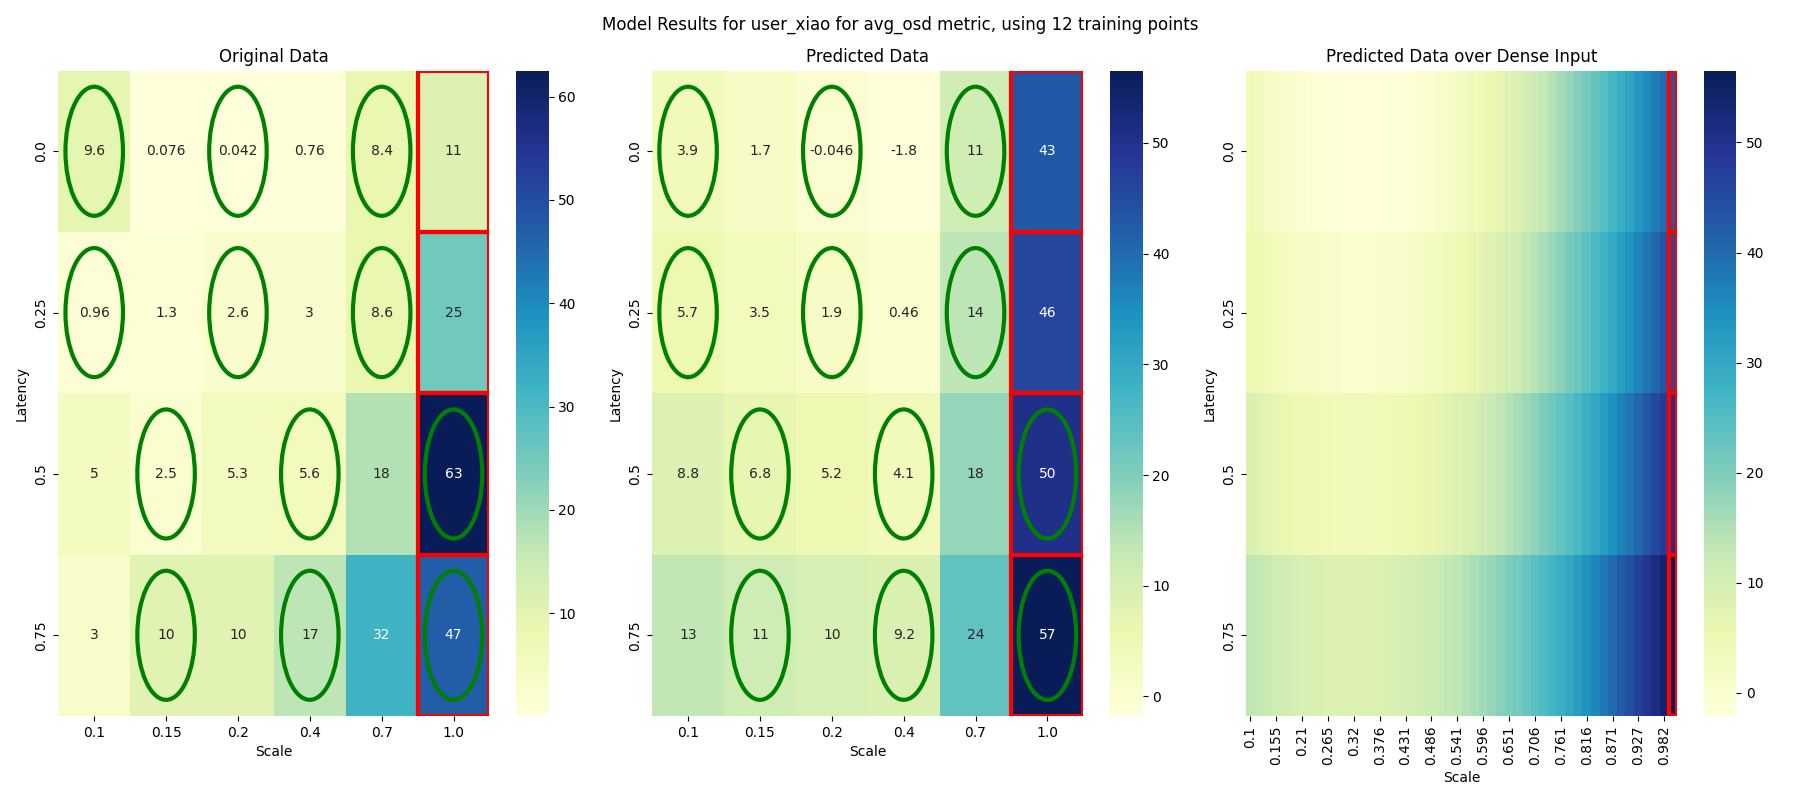 Model Results for user_xiao for avg_osd metric, using 12 training points
Original Data
Latency
0.0
9.6 0.076 0.042 0.76 8.4 11
0.25
0.96 1.3 2.6 3 8.6 25
0.5
5 2.5 5.3 5.6 18 63
0.75
3 10 10 17 32 47
0.1 0.15 0.2 0.4 0.7 1.0
Scale
60
50
40
30
20
10
Predicted Data
Latency
0.0
3.9 1.7 -0.046 -1.8 11 43
0.25
5.7 3.5 1.9 0.46 14 46
0.5
8.8 6.8 5.2 4.1 18 50
0.75
13 11 10 9.2 24 57
0.1 0.15 0.2 0.4 0.7 1.0
Scale
50
40
30
20
10
0
Predicted Data over Dense Input
Latency
0.0
0.25
0.5
0.75
0.1 0.155 0.21 0.265 0.32 0.376 0.431 0.486 0.541 0.596 0.651 0.706 0.761 0.816 0.871 0.927 0.982
Scale
50
40
30
20
10
0